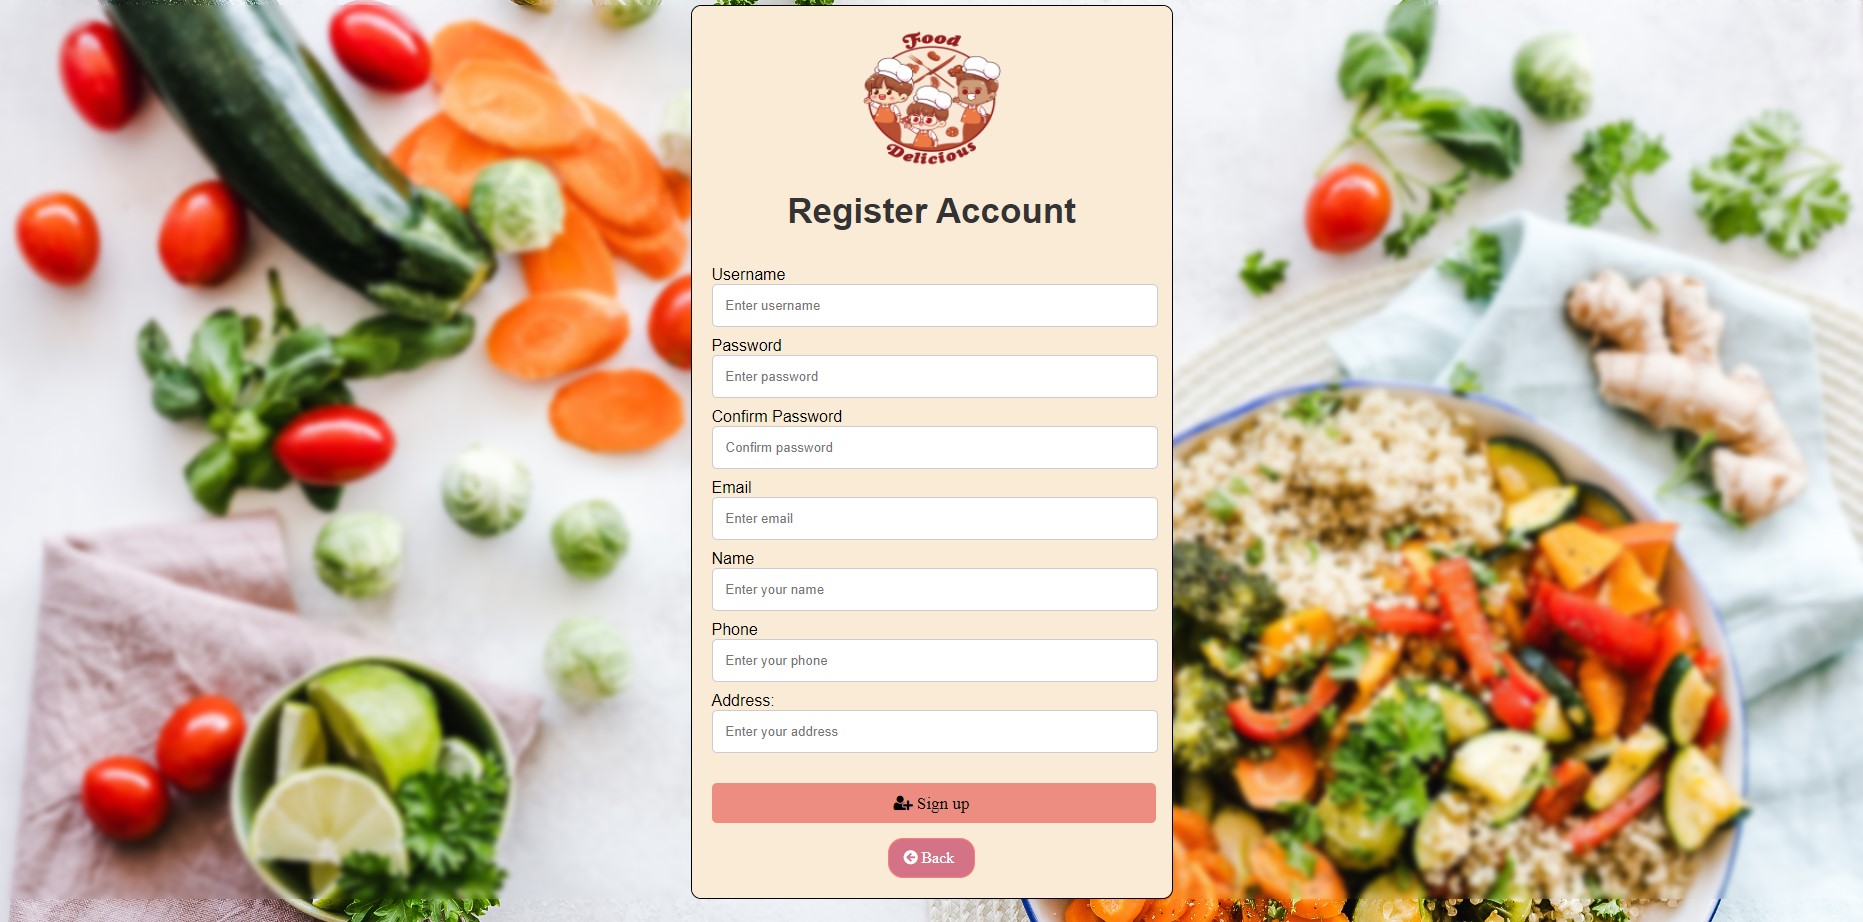 Food
Delicious
Register Account
Username
Enter username
Password
Enter password
Confirm Password
Confirm password
Email
Enter email
Name
Enter your name
Phone
Enter your phone
Address:
Enter your address
Sign up
Back